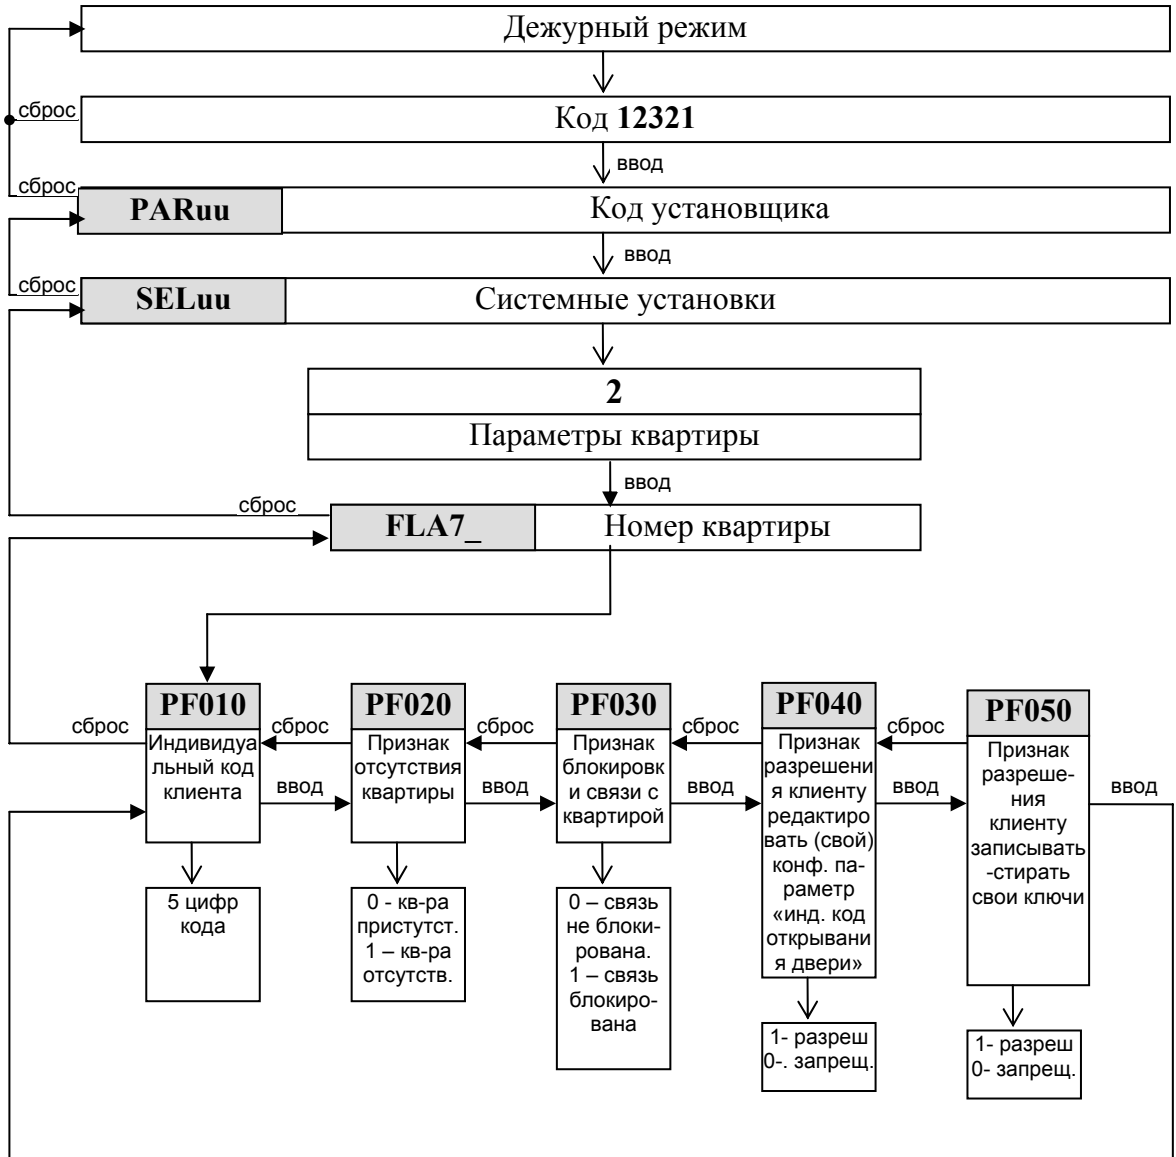 Дежурный режим
сброс
Код 12321
ввод
сброс
PARuu
Код установщика
ввод
сброс
SELuu
Системные установки
2
Параметры квартиры
ввод
сброс
FLA7_
Номер квартиры
PF010
PF020
PF030
PF040
PF050
сброс
сброс
сброс
сброс
сброс
Индивидуа
льный код
клиента
ввод
Признак
отсутствия
квартиры
ввод
Признак
блокировк
и связи с
квартирой
ввод
Признак
разрешени
я клиенту
редактиро
вать (свой)
конф. па-
раметр
«инд. код
открывани
я двери»
ввод
Признак
разреше-
ния
клиенту
записывать
-стирать
свои ключи
ввод
5 цифр
кода
0 - кв-ра
пристутст.
1 – кв-ра
отсутств.
0 – связь
не блоки-
рована.
1 – связь
блокиро-
вана
1- разреш
0-. запрещ.
1- разреш
0- запрещ.